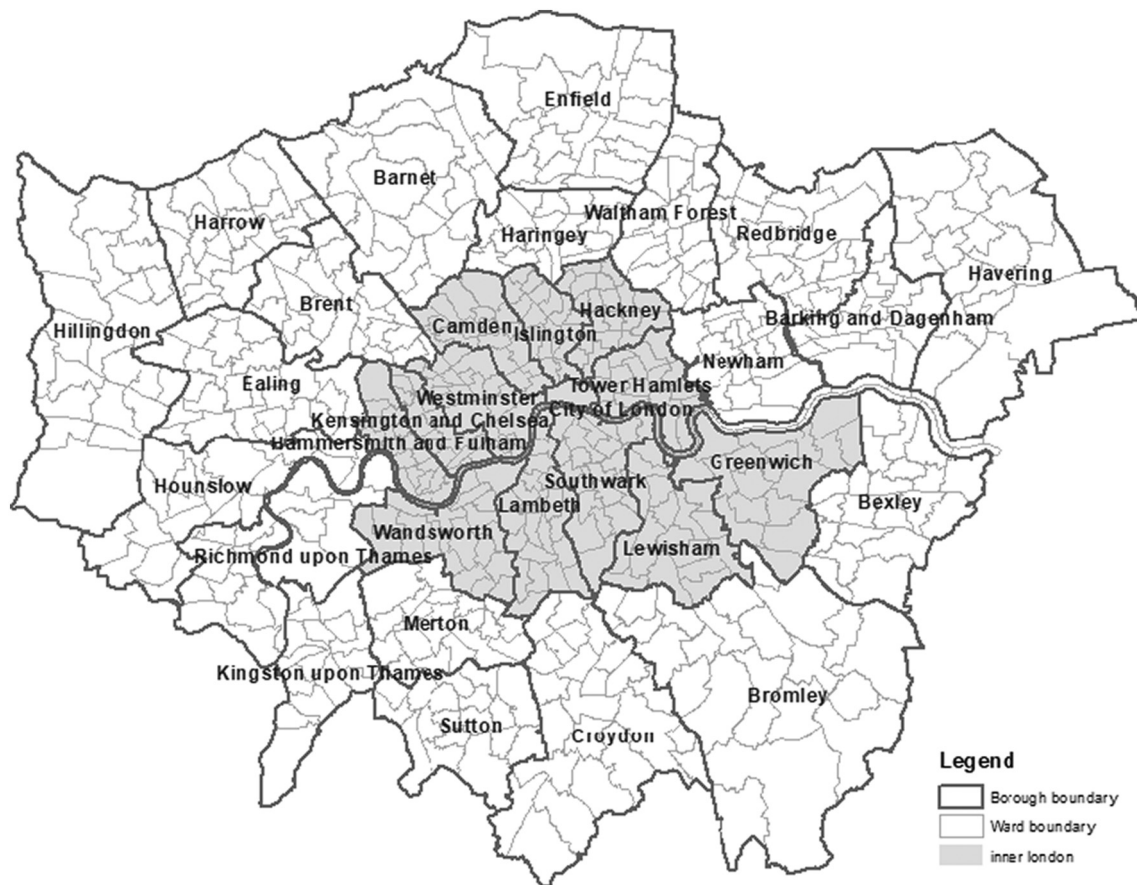 Enfield
Barnet
Waltham Forest
Harrow
Haringey
Redbridge
Havering
Brent
Hackney
Barking and Dagenham
Hillingdon
Camden
Islington
Newham
Ealing
Tower Hamlets
Westminster
City of London
Kensington and Chelsea
Hammersmith and Fulham
Greenwich
Hounslow
Southwark
Bexley
Lambeth
Wandsworth
Lewisham
Richmond upon Thames
Merton
Kingston upon Thames
Bromley
Sutton
Croydon
Legend
Borough boundary
Ward boundary
inner london